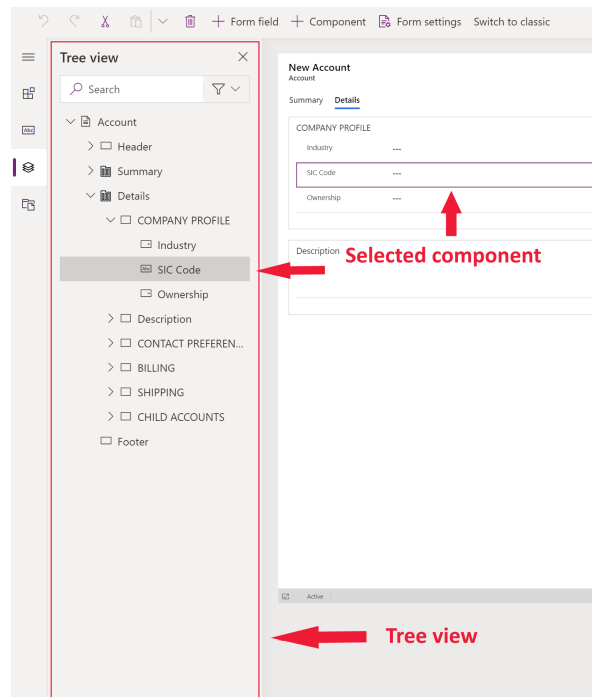 + Form field + Component Form settings Switch to classic
Tree view
Search
Account
Header
Abc
Summary
Details
COMPANY PROFILE
Industry
Abc SIC Code
Ownership
Description
CONTACT PREFEREN...
BILLING
SHIPPING
CHILD ACCOUNTS
Footer
New Account
Account
Summary Details
COMPANY PROFILE
Industry ---
SIC Code ---
Ownership ---
Selected component
Description
Active
Tree view